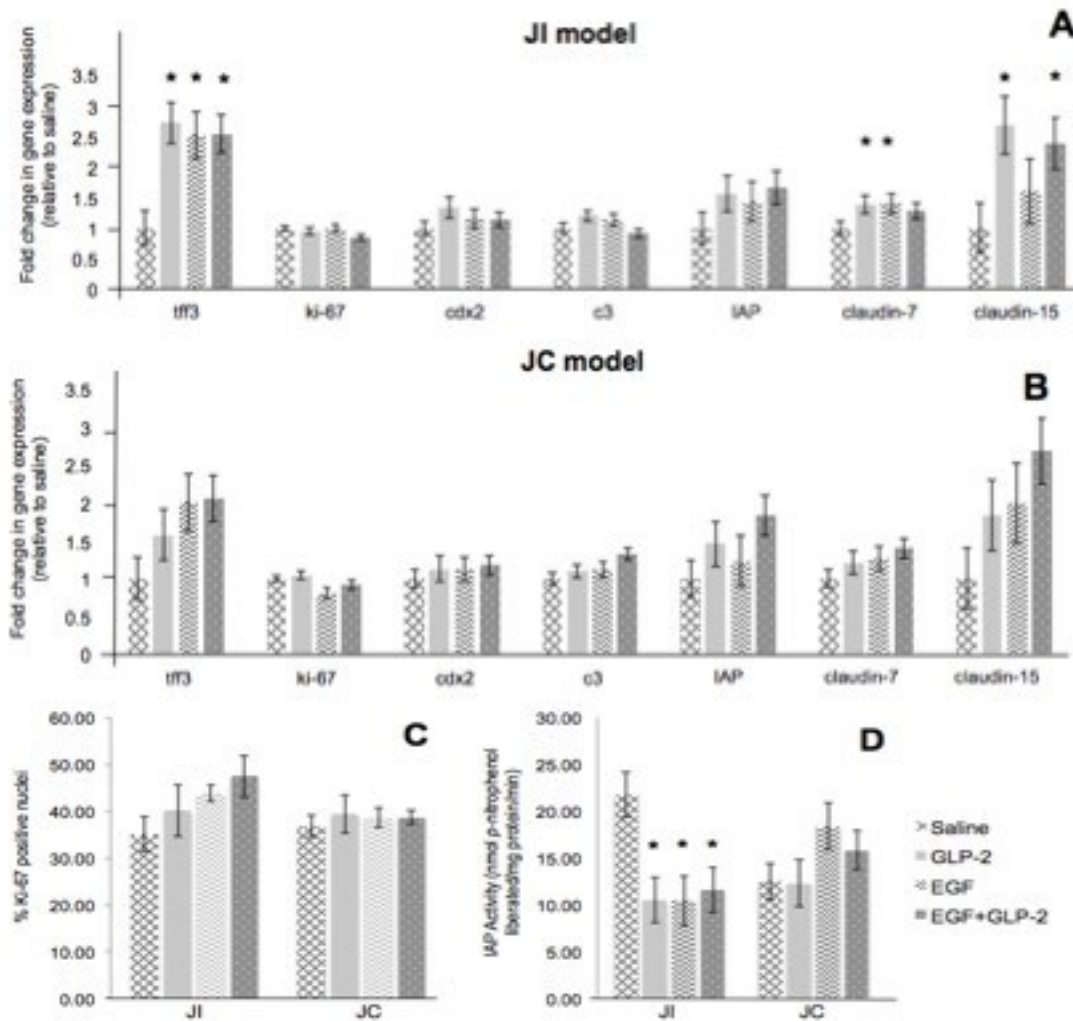 JI model
A
Fold change in gene expression
(relative to saline)
3.5
3
2.5
2
1.5
1
0.5
0
* * *
* *
* *
tff3 ki-67 cdx2 c3 IAP claudin-7 claudin-15
JC model
B
Fold change in gene expression
(relative to saline)
3.5
3
2.5
2
1.5
1
0.5
0
tff3 ki-67 cdx2 c3 IAP claudin-7 claudin-15
C
% Ki-67 positive nuclei
60.00
50.00
40.00
30.00
20.00
10.00
0.00
JI JC
D
IAP Activity (nmol p-nitrophenol
liberated/mg protein/min)
30.00
25.00
20.00
15.00
10.00
5.00
0.00
* * *
JI JC
Saline
GLP-2
EGF
EGF+GLP-2